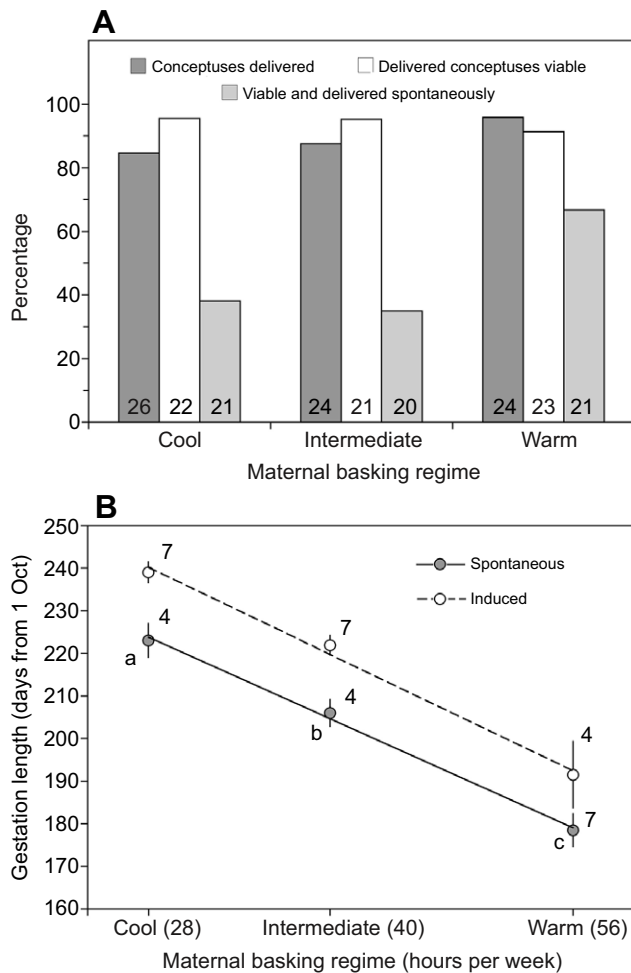 A
Conceptuses delivered
Delivered conceptuses viable
Viable and delivered spontaneously
100
80
60
40
20
0
Percentage
26 22 21 24 21 20 24 23 21
Cool Intermediate Warm
Maternal basking regime
B
250
240
230
220
210
200
190
180
170
160
Gestation length (days from 1 Oct)
Spontaneous
Induced
7
4
a
7
4
b
4
7
c
Cool (28) Intermediate (40) Warm (56)
Maternal basking regime (hours per week)